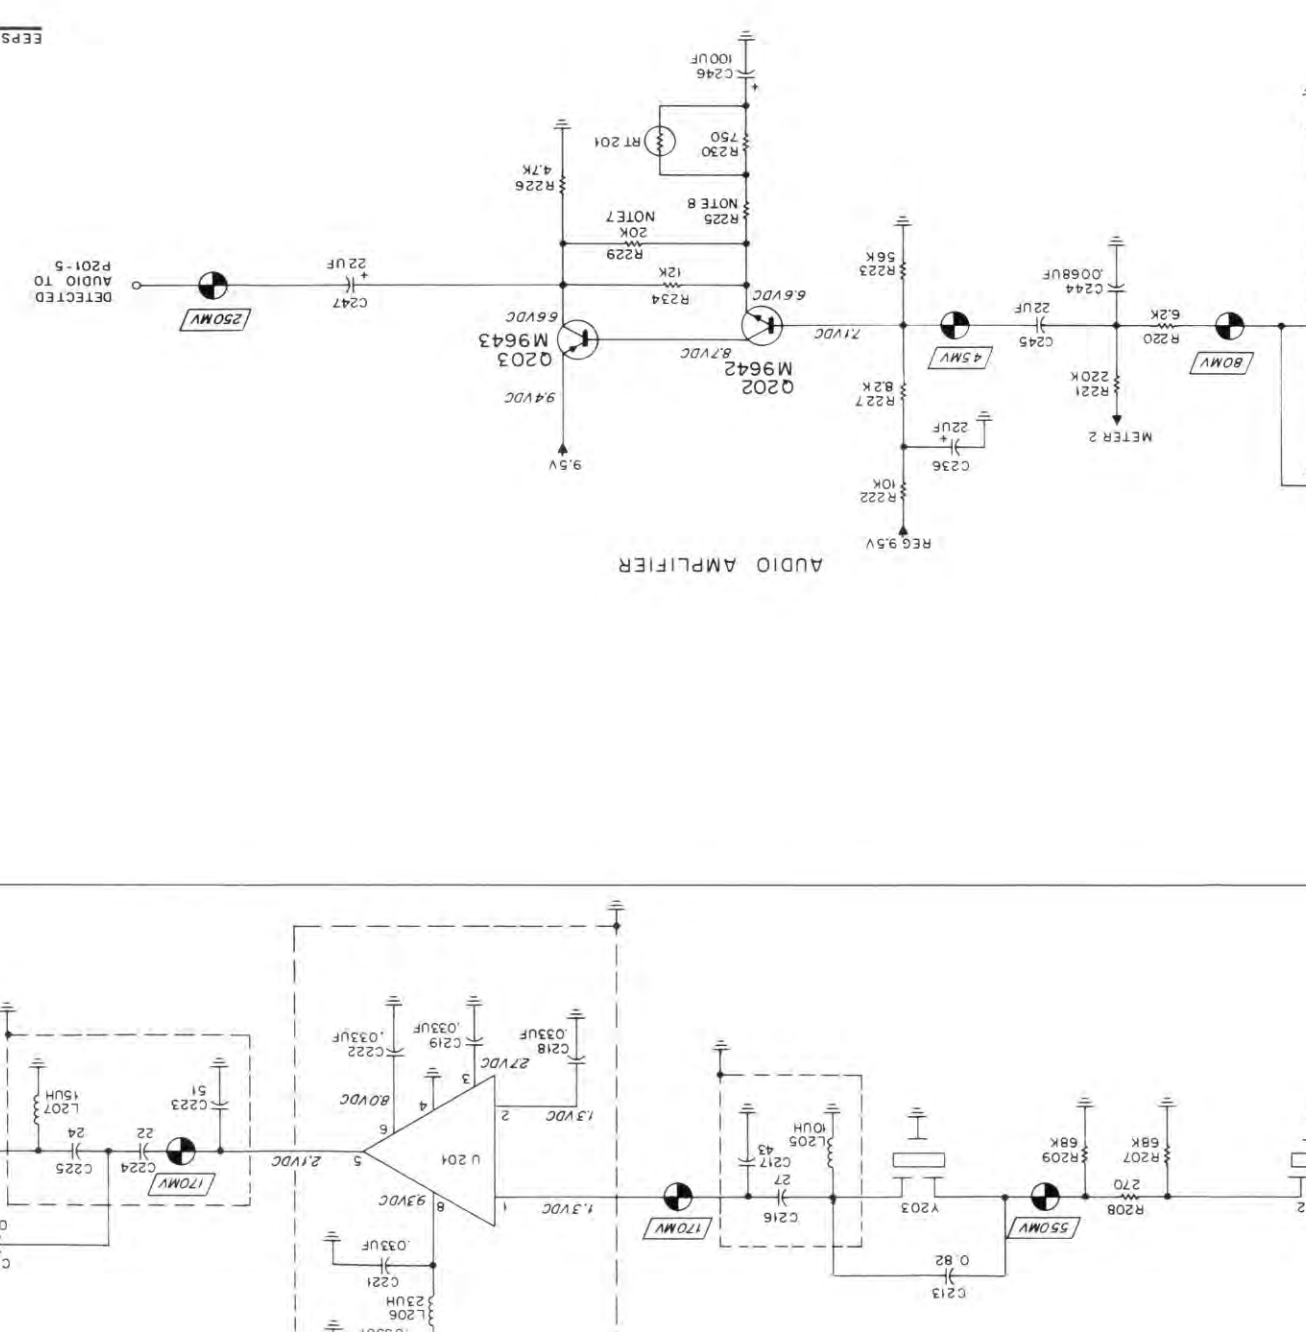 L206
23UH
C213
0.82
C221
.033UF
550MV
170MV
R208
270
Y203
C216
27
1.3VDC
1
8
9.3VDC
170MV
R207
68K
R209
68K
L205
10UH
C217
43
U201
5
2.1VDC
C224
22
C225
24
1.3VDC
2
6
C223
51
L207
15UH
3
4
8.0VDC
2.7VDC
C218
.033UF
C219
.033UF
C222
.033UF
AUDIO AMPLIFIER
REG 9.5V
R222
10K
C236
22UF
9.5V
METER 2
R221
220K
R227
8.2K
9.4VDC
Q202
M9642
Q203
M9643
80MV
45MV
8.7VDC
R220
6.2K
C245
22UF
7.1VDC
6.6VDC
250MV
C244
.0068UF
R223
56K
6.6VDC
R234
12K
C247
22UF
DETECTED
AUDIO TO
P201-5
R229
20K
NOTE 7
R225
NOTE 8
R226
4.7K
R230
750
RT201
C246
100UF
EEPS